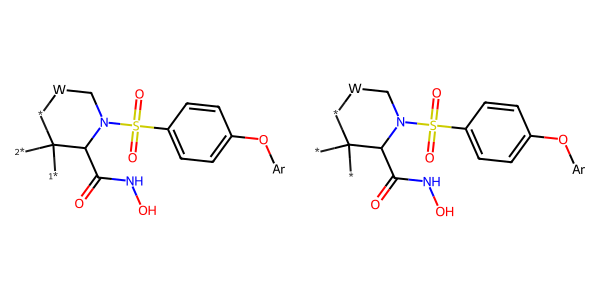 W W
O O
* N S * N S
2* O O Ar * O O Ar
1* *
O NH O NH
OH OH